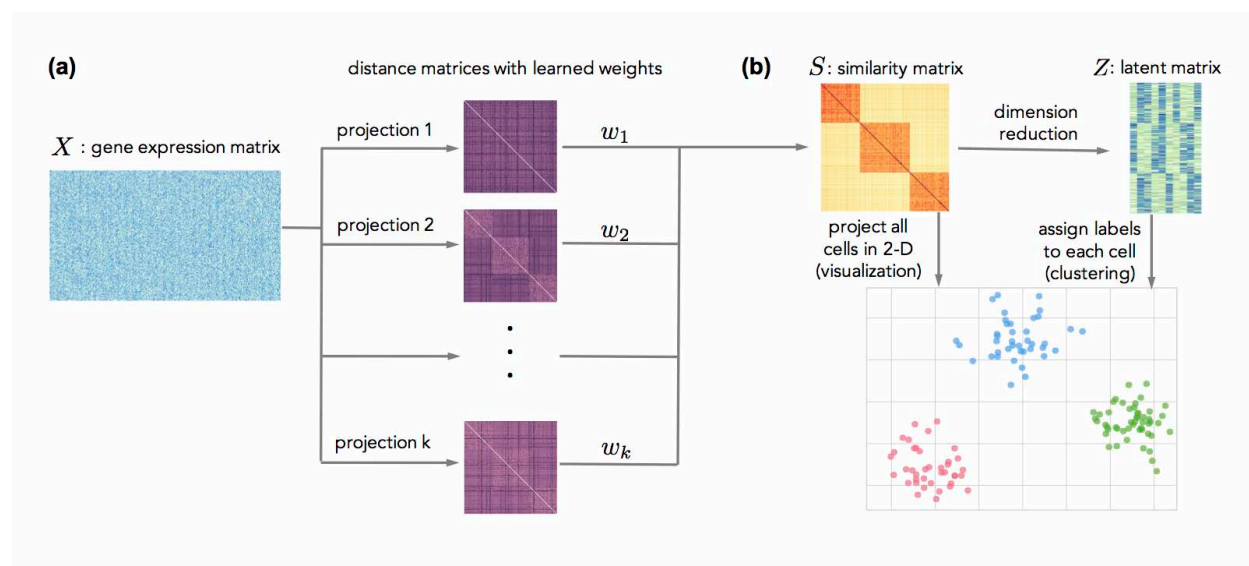 (a)
distance matrices with learned weights
X : gene expression matrix
projection 1
w₁
projection 2
w₂
projection k
wₖ
(b)
S: similarity matrix
Z: latent matrix
dimension
reduction
project all
cells in 2-D
(visualization)
assign labels
to each cell
(clustering)